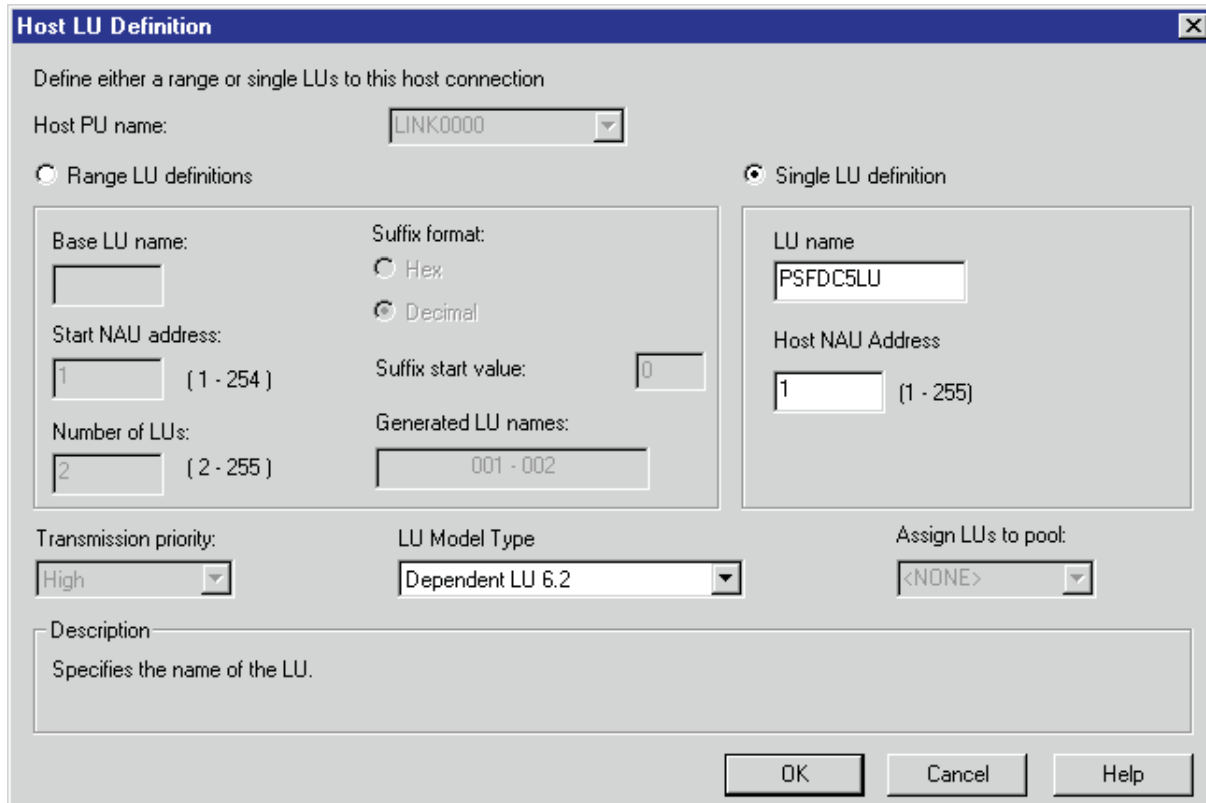 Host LU Definition
Define either a range or single LUs to this host connection
Host PU name:
LINK0000
Range LU definitions
Base LU name:
Start NAU address:
1
( 1 - 254 )
Number of LUs:
2
( 2 - 255 )
Suffix format:
Hex
Decimal
Suffix start value:
0
Generated LU names:
001 - 002
Single LU definition
LU name
PSFDC5LU
Host NAU Address
1
(1 - 255)
Transmission priority:
High
LU Model Type
Dependent LU 6.2
Assign LUs to pool:
<NONE>
Description
Specifies the name of the LU.
OK
Cancel
Help